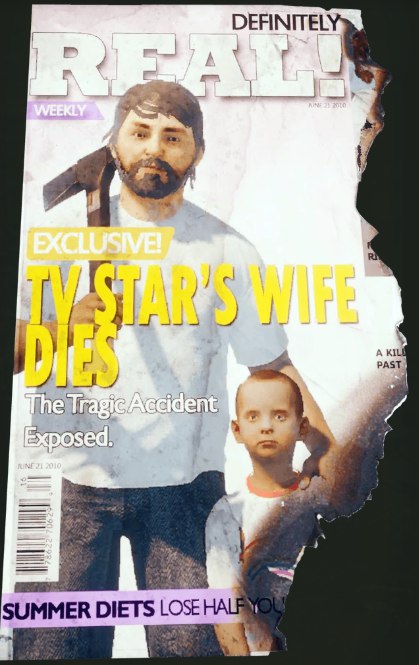 DEFINITELY
REAL!
WEEKLY
JUNE 21 2010
EXCLUSIVE!
TV STAR'S WIFE
DIES
The Tragic Accident
Exposed.
A KILL
PAST
JUNE 21 2010
16
SUMMER DIETS LOSE HALF YOU